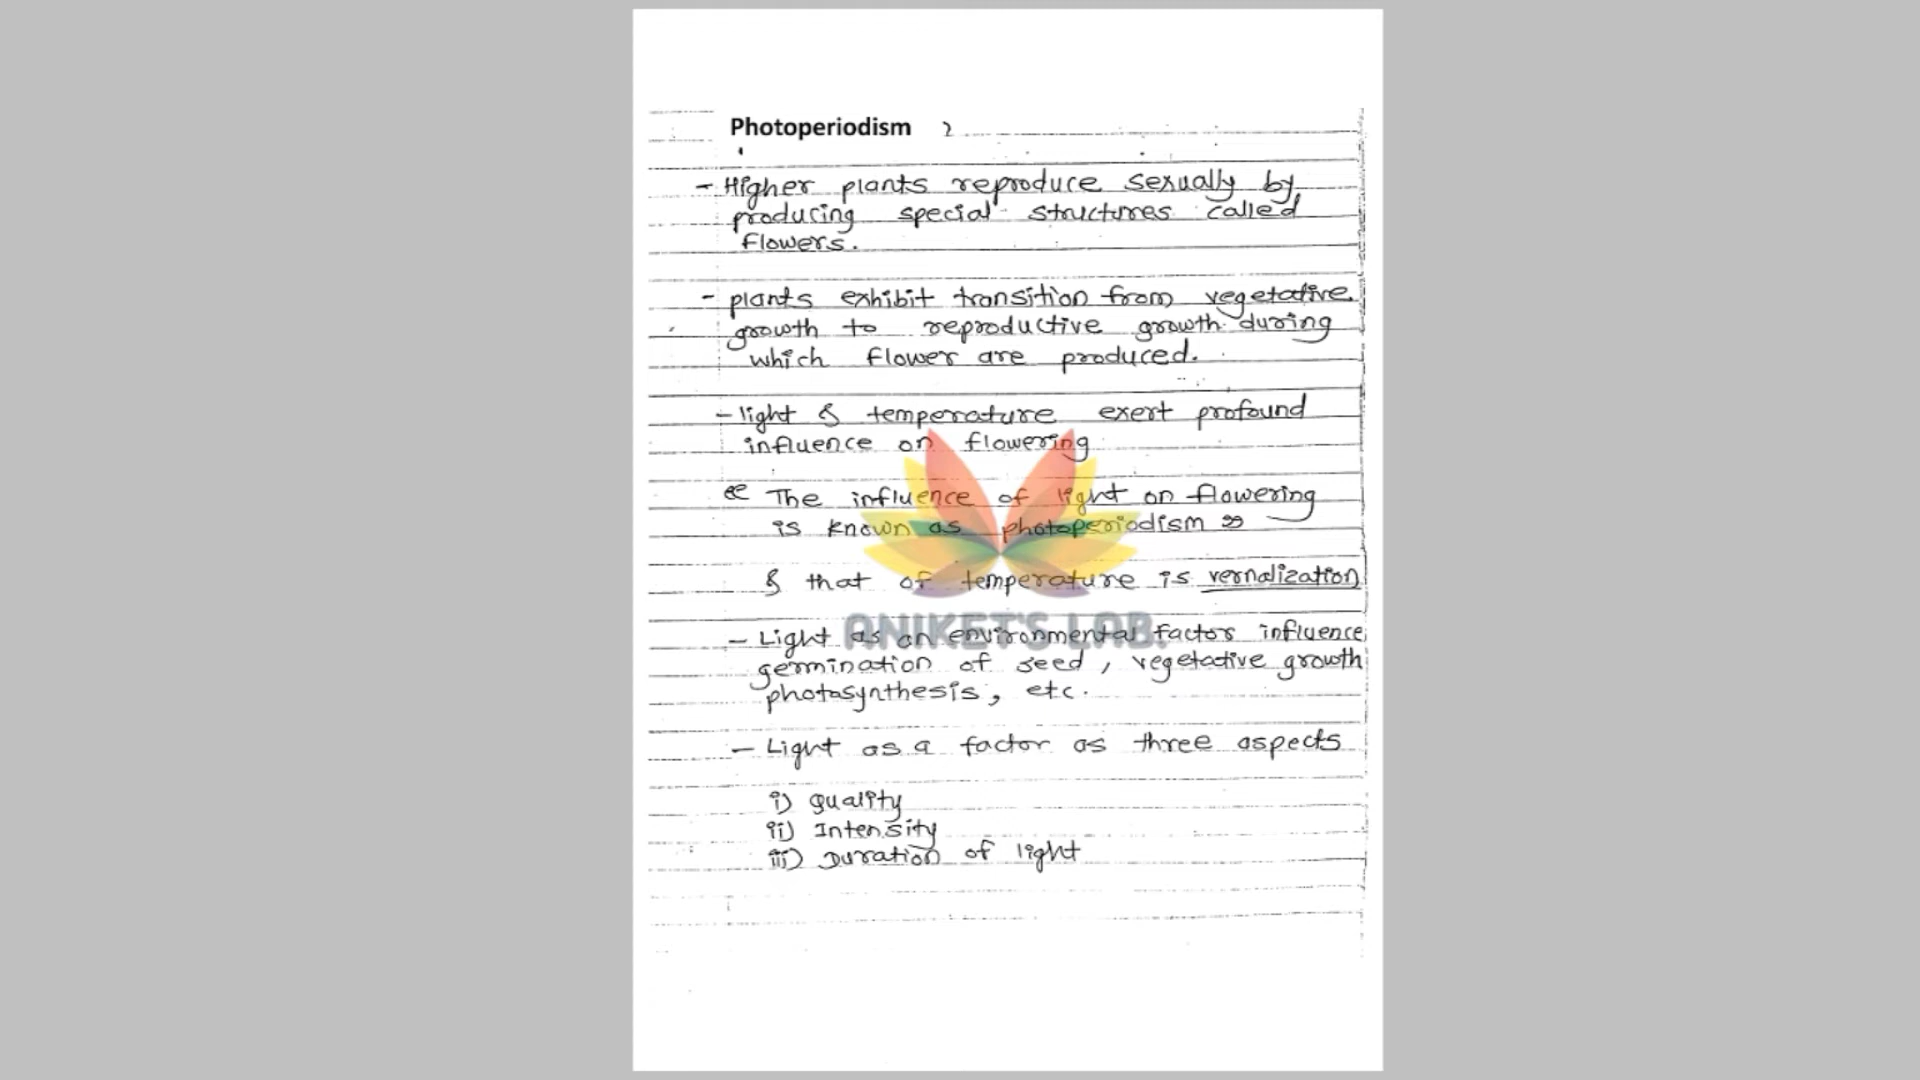 Photoperiodism
- Higher plants reproduce sexually by
producing special structures called
flowers.
- plants exhibit transition from vegetative
growth to reproductive growth during
which flower are produced.
- light & temperature exert profound
influence on flowering
“ The influence of light on flowering
is known as photoperiodism ”
& that of temperature is vernalization
ANIKET'S LAB.
- Light as an environmental factor influence
germination of seed, vegetative growth
photosynthesis, etc.
- Light as a factor as three aspects
i) Quality
ii) Intensity
iii) Duration of light